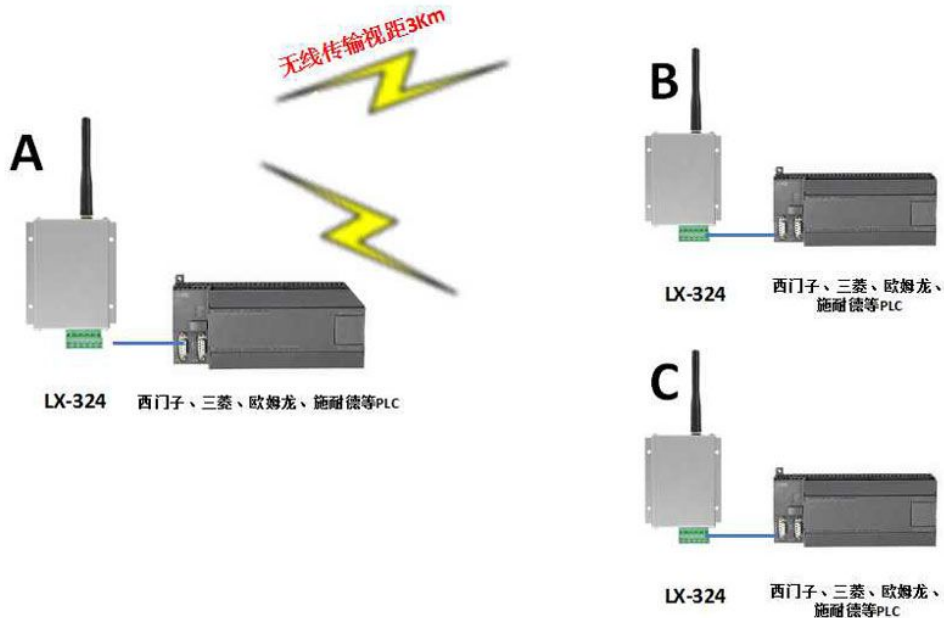 无线传输视距3Km
A
LX-324
西门子、三菱、欧姆龙、施耐德等PLC
B
LX-324
西门子、三菱、欧姆龙、
施耐德等PLC
C
LX-324
西门子、三菱、欧姆龙、
施耐德等PLC